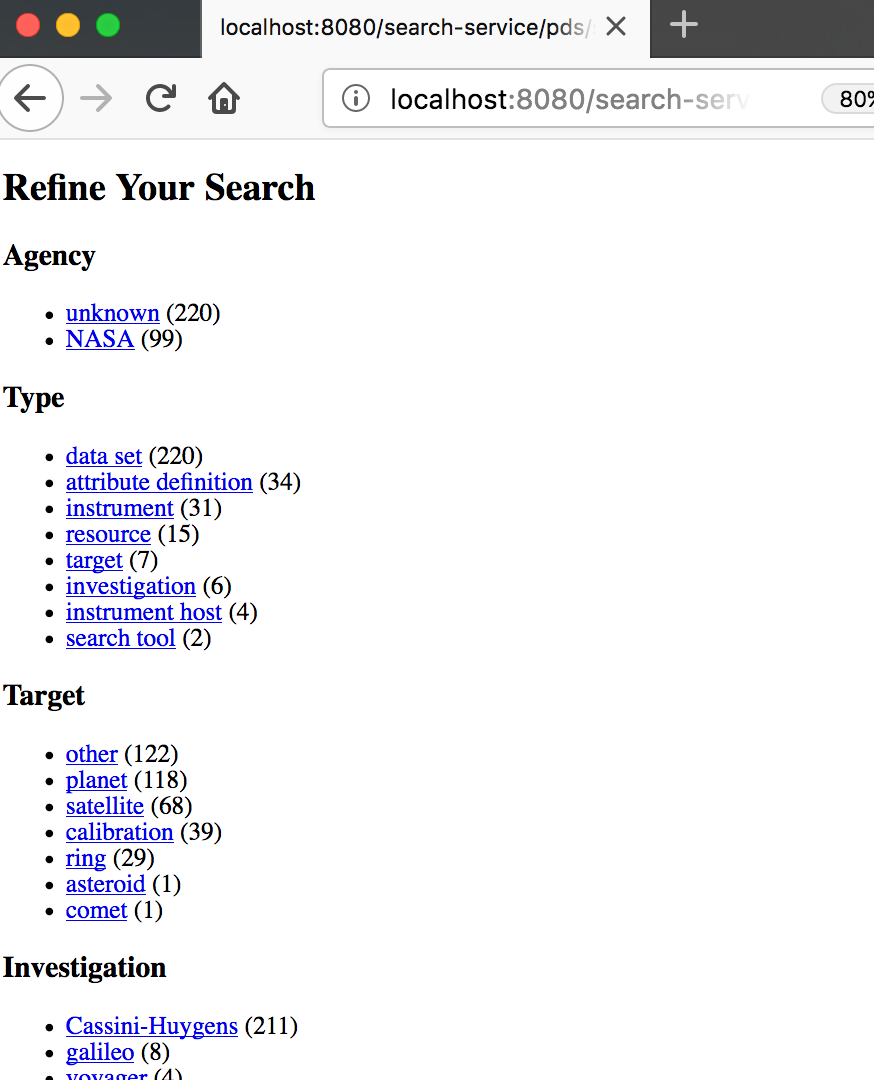 localhost:8080/search-service/pds/
localhost:8080/search-serv
80%
Refine Your Search
Agency
unknown (220)
NASA (99)
Type
data set (220)
attribute definition (34)
instrument (31)
resource (15)
target (7)
investigation (6)
instrument host (4)
search tool (2)
Target
other (122)
planet (118)
satellite (68)
calibration (39)
ring (29)
asteroid (1)
comet (1)
Investigation
Cassini-Huygens (211)
galileo (8)
voyager (4)